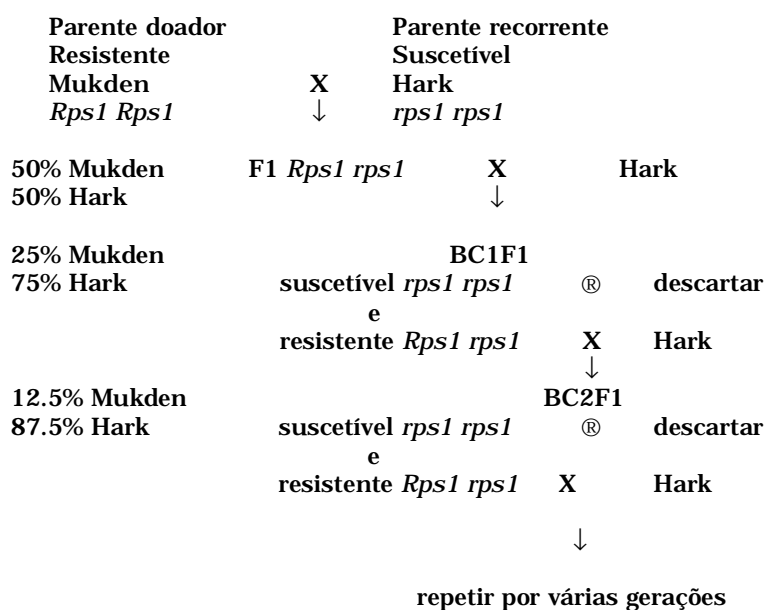 Parente doador Parente recorrente
Resistente Suscetível
Mukden X Hark
Rps1 Rps1 ↓ rps1 rps1
50% Mukden F1 Rps1 rps1 X Hark
50% Hark ↓
25% Mukden BC1F1
75% Hark suscetível rps1 rps1 ® descartar
e
resistente Rps1 rps1 X Hark
↓
12.5% Mukden BC2F1
87.5% Hark suscetível rps1 rps1 ® descartar
e
resistente Rps1 rps1 X Hark
↓
repetir por várias gerações